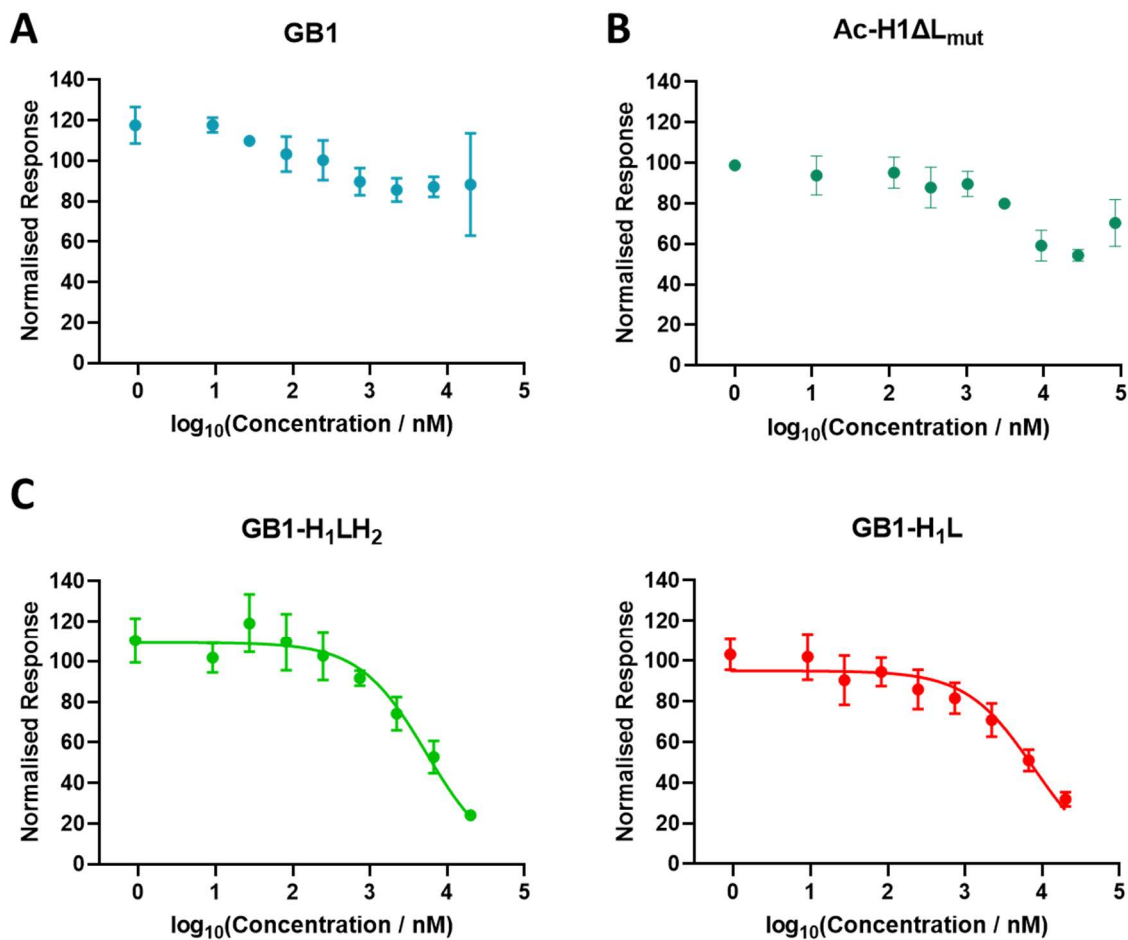 A
GB1
Normalised Response
140
120
100
80
60
40
20
0
0 1 2 3 4 5
log₁₀(Concentration / nM)
B
Ac-H1ΔLₘᵤₜ
Normalised Response
140
120
100
80
60
40
20
0
0 1 2 3 4 5
log₁₀(Concentration / nM)
C
GB1-H₁LH₂
Normalised Response
140
120
100
80
60
40
20
0
0 1 2 3 4 5
log₁₀(Concentration / nM)
GB1-H₁L
Normalised Response
140
120
100
80
60
40
20
0
0 1 2 3 4 5
log₁₀(Concentration / nM)